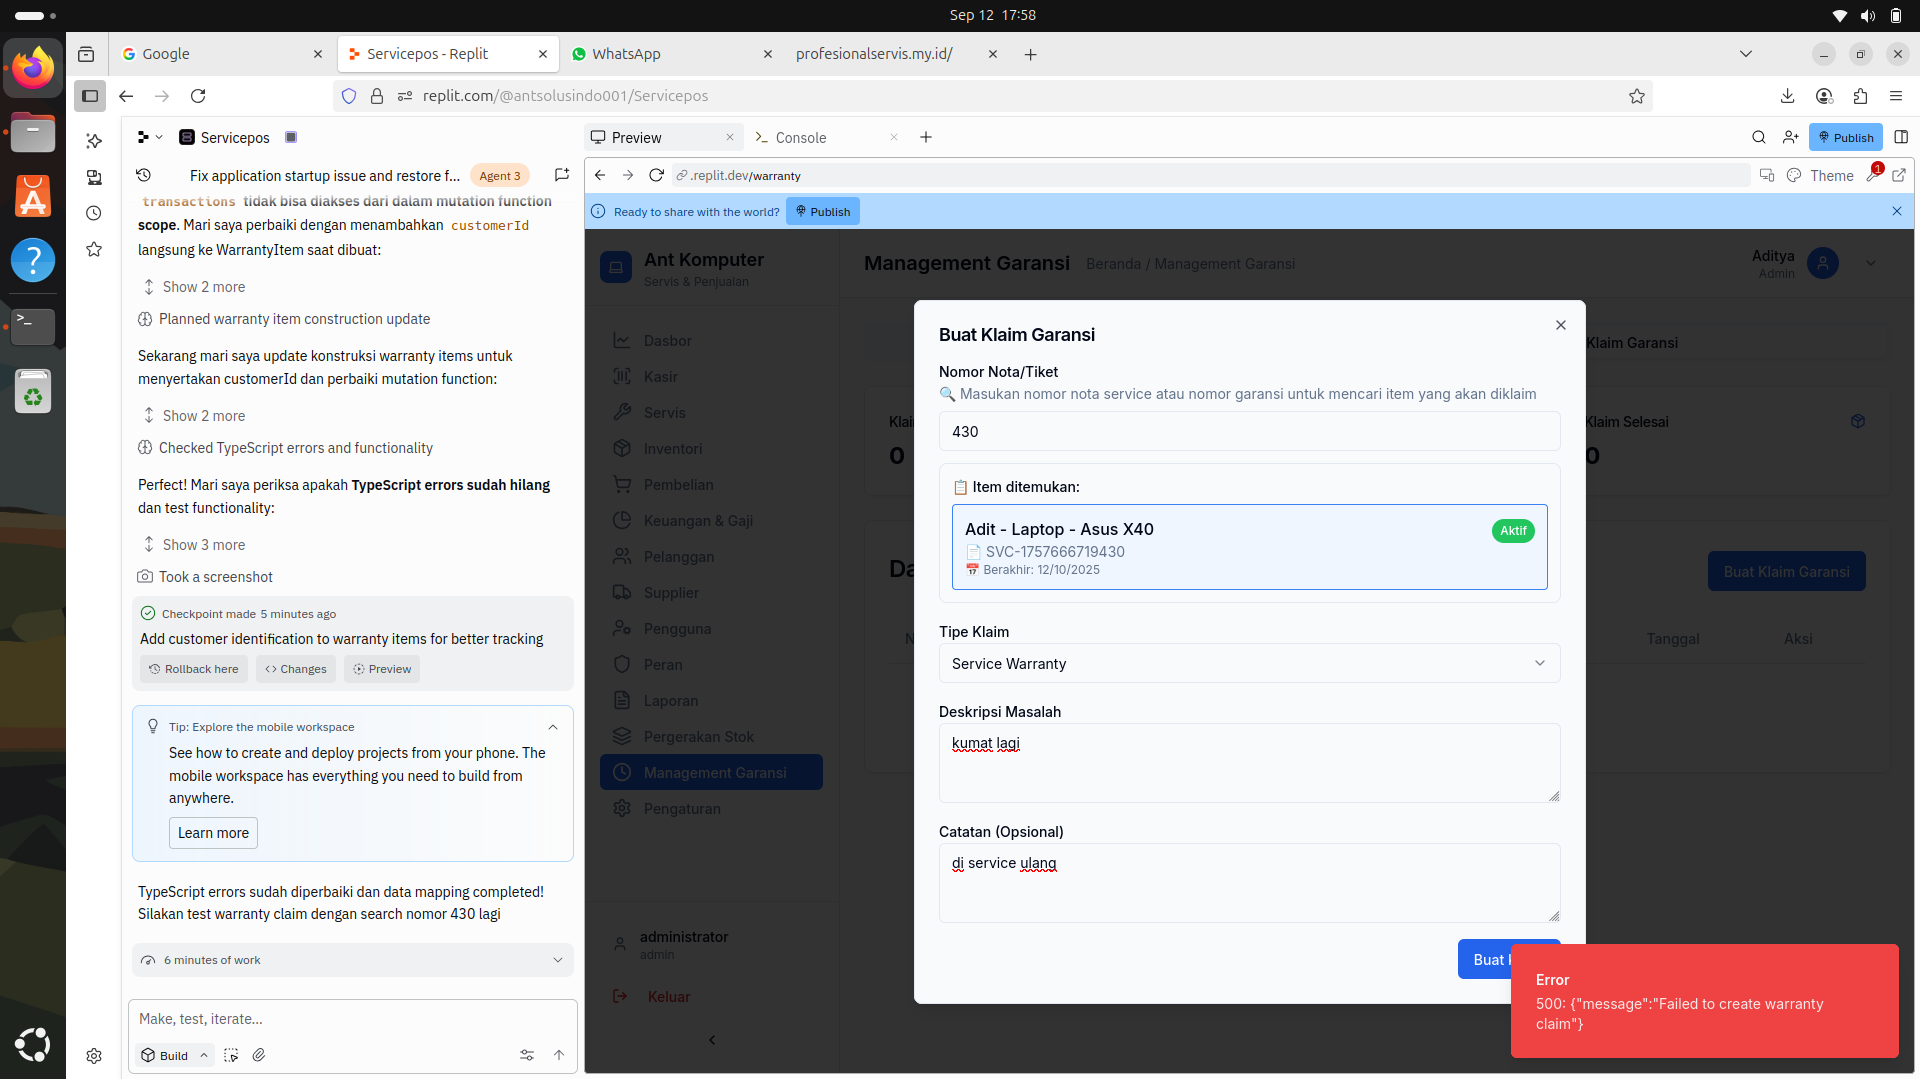 Sep 12 17:58
Google
Servicepos - Replit
WhatsApp
profesionalservis.my.id/
replit.com/@antsolusindo001/Servicepos
Servicepos
Fix application startup issue and restore f...
Agent 3
transactions tidak bisa diakses dari dalam mutation function
scope. Mari saya perbaiki dengan menambahkan customerId
langsung ke WarrantyItem saat dibuat:
Show 2 more
Planned warranty item construction update
Sekarang mari saya update konstruksi warranty items untuk
menyertakan customerId dan perbaiki mutation function:
Show 2 more
Checked TypeScript errors and functionality
Perfect! Mari saya periksa apakah TypeScript errors sudah hilang
dan test functionality:
Show 3 more
Took a screenshot
Checkpoint made 5 minutes ago
Add customer identification to warranty items for better tracking
Rollback here
Changes
Preview
Tip: Explore the mobile workspace
See how to create and deploy projects from your phone. The
mobile workspace has everything you need to build from
anywhere.
Learn more
TypeScript errors sudah diperbaiki dan data mapping completed!
Silakan test warranty claim dengan search nomor 430 lagi
6 minutes of work
Make, test, iterate...
Build
Preview
Console
Publish
.replit.dev/warranty
Theme
1
Ready to share with the world?
Publish
Ant Komputer
Servis & Penjualan
Dasbor
Kasir
Servis
Inventori
Pembelian
Keuangan & Gaji
Pelanggan
Supplier
Pengguna
Peran
Laporan
Pergerakan Stok
Management Garansi
Pengaturan
administrator
admin
Keluar
Management Garansi
Beranda / Management Garansi
Aditya
Admin
Klaim Garansi
Klai
0
Klaim Selesai
0
Da
Buat Klaim Garansi
N
Tanggal
Aksi
Buat Klaim Garansi
Nomor Nota/Tiket
🔍 Masukan nomor nota service atau nomor garansi untuk mencari item yang akan diklaim
430
📋 Item ditemukan:
Adit - Laptop - Asus X40
Aktif
📄 SVC-1757666719430
📅 Berakhir: 12/10/2025
Tipe Klaim
Service Warranty
Deskripsi Masalah
kumat lagi
Catatan (Opsional)
di service ulang
Buat
Error
500: {"message":"Failed to create warranty
claim"}